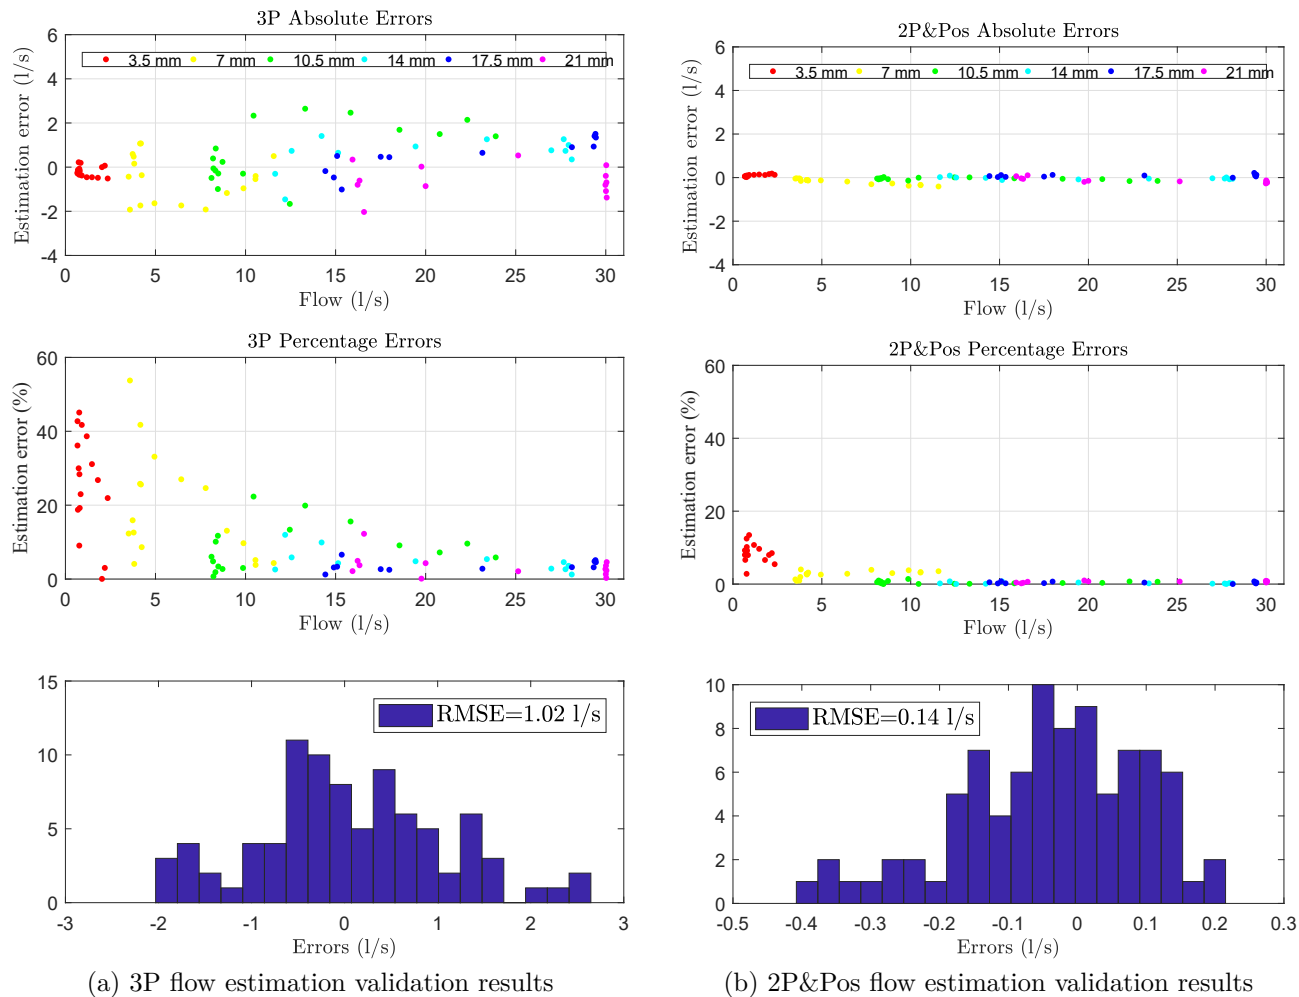 3P Absolute Errors
6
4
2
0
-2
-4
Estimation error (l/s)
3.5 mm 7 mm 10.5 mm 14 mm 17.5 mm 21 mm
0 5 10 15 20 25 30
Flow (l/s)
2P&Pos Absolute Errors
6
4
2
0
-2
-4
Estimation error (l/s)
3.5 mm 7 mm 10.5 mm 14 mm 17.5 mm 21 mm
0 5 10 15 20 25 30
Flow (l/s)
3P Percentage Errors
60
40
20
0
Estimation error (%)
0 5 10 15 20 25 30
Flow (l/s)
2P&Pos Percentage Errors
60
40
20
0
Estimation error (%)
0 5 10 15 20 25 30
Flow (l/s)
15
10
5
0
RMSE=1.02 l/s
-3 -2 -1 0 1 2 3
Errors (l/s)
10
8
6
4
2
0
RMSE=0.14 l/s
-0.5 -0.4 -0.3 -0.2 -0.1 0 0.1 0.2 0.3
Errors (l/s)
(a) 3P flow estimation validation results
(b) 2P&Pos flow estimation validation results